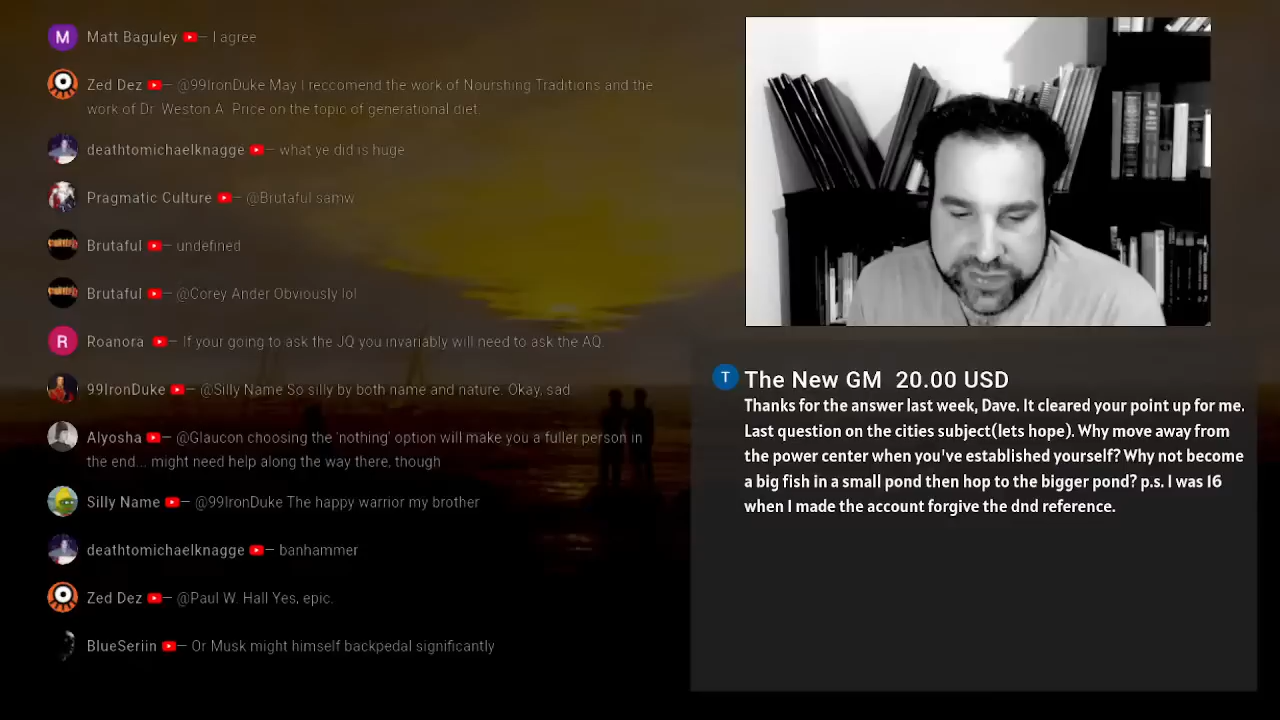 M Matt Baguley — I agree
Zed Dez — @99IronDuke May I reccomend the work of Nourshing Traditions and the
work of Dr. Weston A. Price on the topic of generational diet.
deathtomichaelknagge — what ye did is huge
Pragmatic Culture — @Brutaful samw
Brutaful — undefined
Brutaful — @Corey Ander Obviously lol
R Roanora — If your going to ask the JQ you invariably will need to ask the AQ.
99IronDuke — @Silly Name So silly by both name and nature. Okay, sad.
Alyosha — @Glaucon choosing the 'nothing' option will make you a fuller person in
the end... might need help along the way there, though
Silly Name — @99IronDuke The happy warrior my brother
deathtomichaelknagge — banhammer
Zed Dez — @Paul W. Hall Yes, epic.
BlueSeriin — Or Musk might himself backpedal significantly
T The New GM 20.00 USD
Thanks for the answer last week, Dave. It cleared your point up for me.
Last question on the cities subject(lets hope). Why move away from
the power center when you've established yourself? Why not become
a big fish in a small pond then hop to the bigger pond? p.s. I was 16
when I made the account forgive the dnd reference.